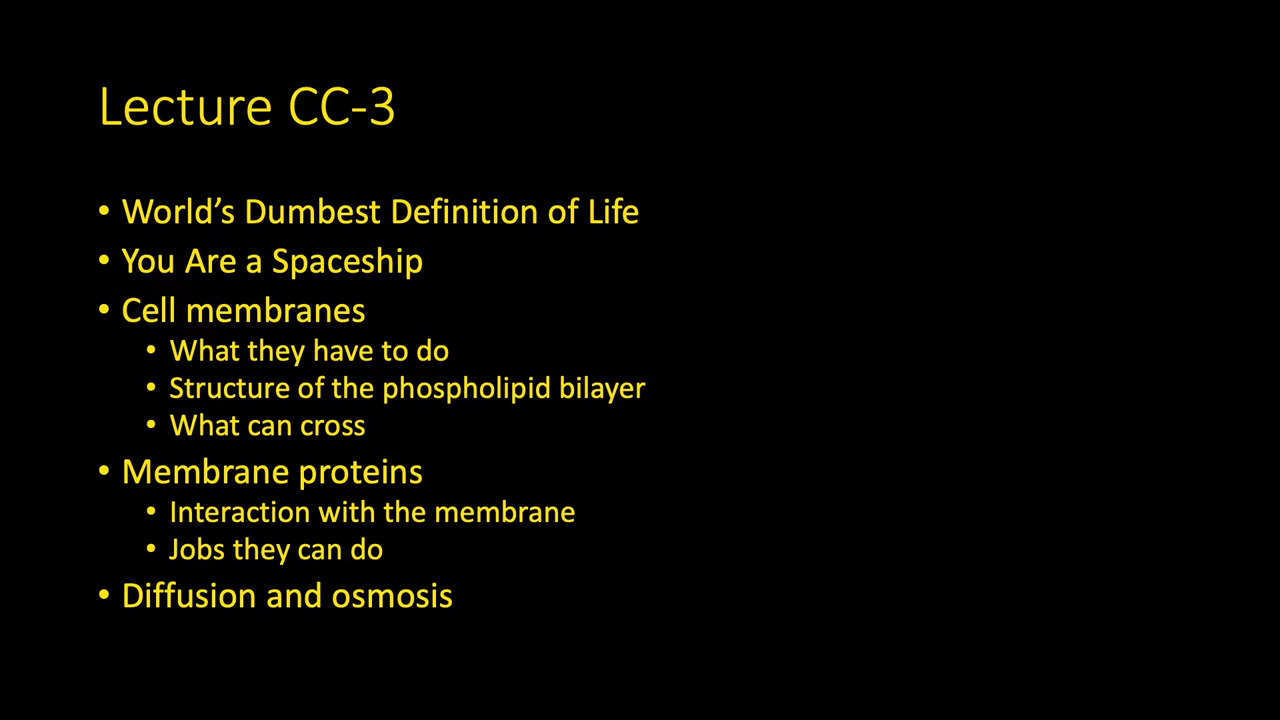 Lecture CC-3
• World's Dumbest Definition of Life
• You Are a Spaceship
• Cell membranes
• What they have to do
• Structure of the phospholipid bilayer
• What can cross
• Membrane proteins
• Interaction with the membrane
• Jobs they can do
• Diffusion and osmosis